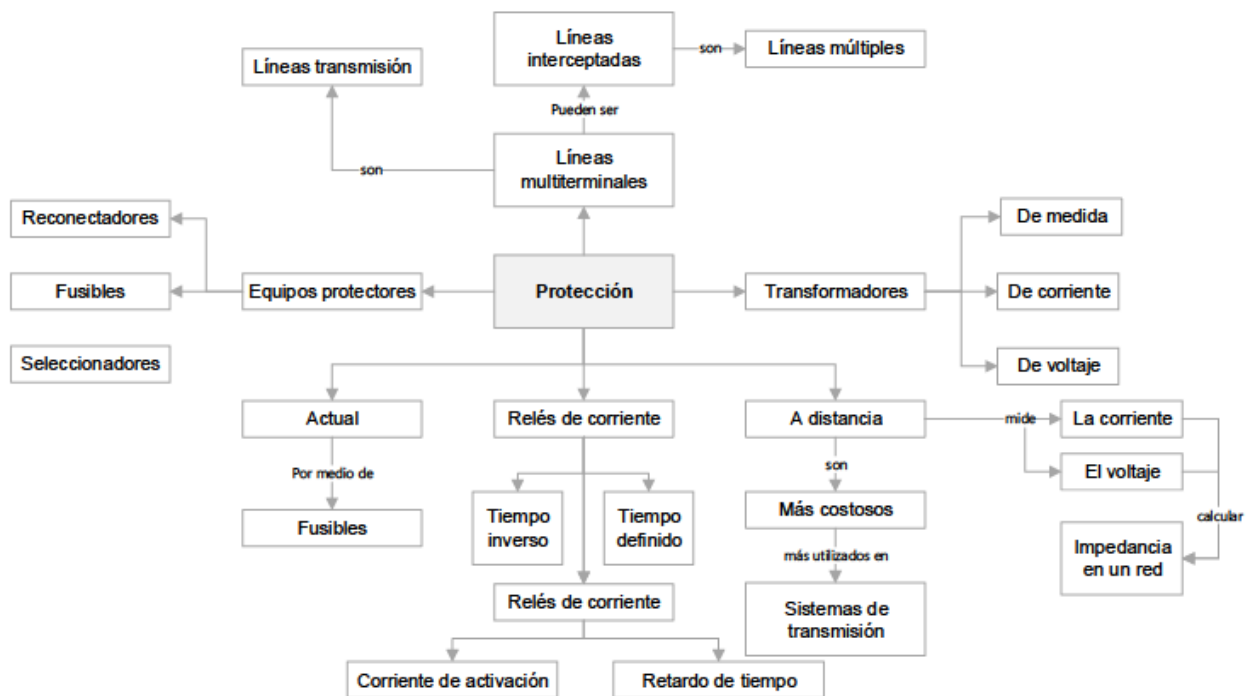 Líneas
interceptadas
son
Líneas múltiples
Líneas transmisión
Pueden ser
Líneas
multiterminales
son
Reconectadores
De medida
Fusibles
Equipos protectores
Protección
Transformadores
De corriente
Seleccionadores
De voltaje
Actual
Relés de corriente
A distancia
mide
La corriente
Por medio de
son
El voltaje
Fusibles
Tiempo
inverso
Tiempo
definido
Más costosos
calcular
más utilizados en
Impedancia
en un red
Relés de corriente
Sistemas de
transmisión
Corriente de activación
Retardo de tiempo